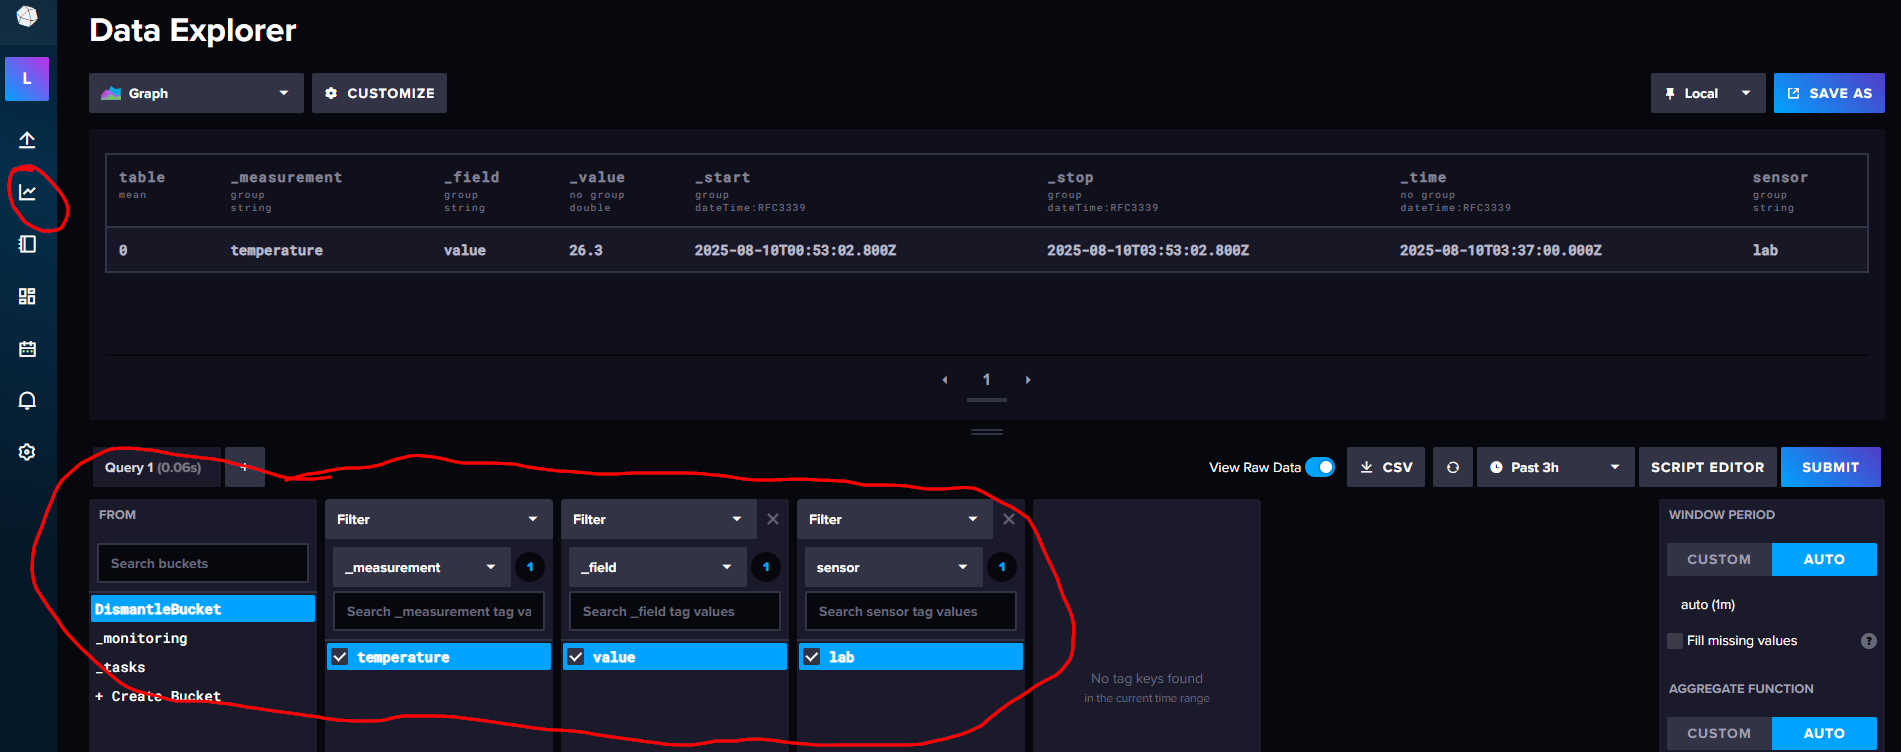 Data Explorer
L
Graph
CUSTOMIZE
Local
SAVE AS
table _measurement _field _value _start _stop _time sensor
mean group group no group group group no group group
string string double dateTime:RFC3339 dateTime:RFC3339 dateTime:RFC3339 string
0 temperature value 26.3 2025-08-10T00:53:02.800Z 2025-08-10T03:53:02.800Z 2025-08-10T03:37:00.000Z lab
1
Query 1 (0.06s) +
View Raw Data CSV Past 3h SCRIPT EDITOR SUBMIT
FROM
Search buckets
DismantleBucket
_monitoring
_tasks
+ Create Bucket
Filter
_measurement 1
Search _measurement tag va
temperature
Filter
_field 1
Search _field tag values
value
Filter
sensor 1
Search sensor tag values
lab
No tag keys found
in the current time range
WINDOW PERIOD
CUSTOM AUTO
auto (1m)
Fill missing values ?
AGGREGATE FUNCTION
CUSTOM AUTO